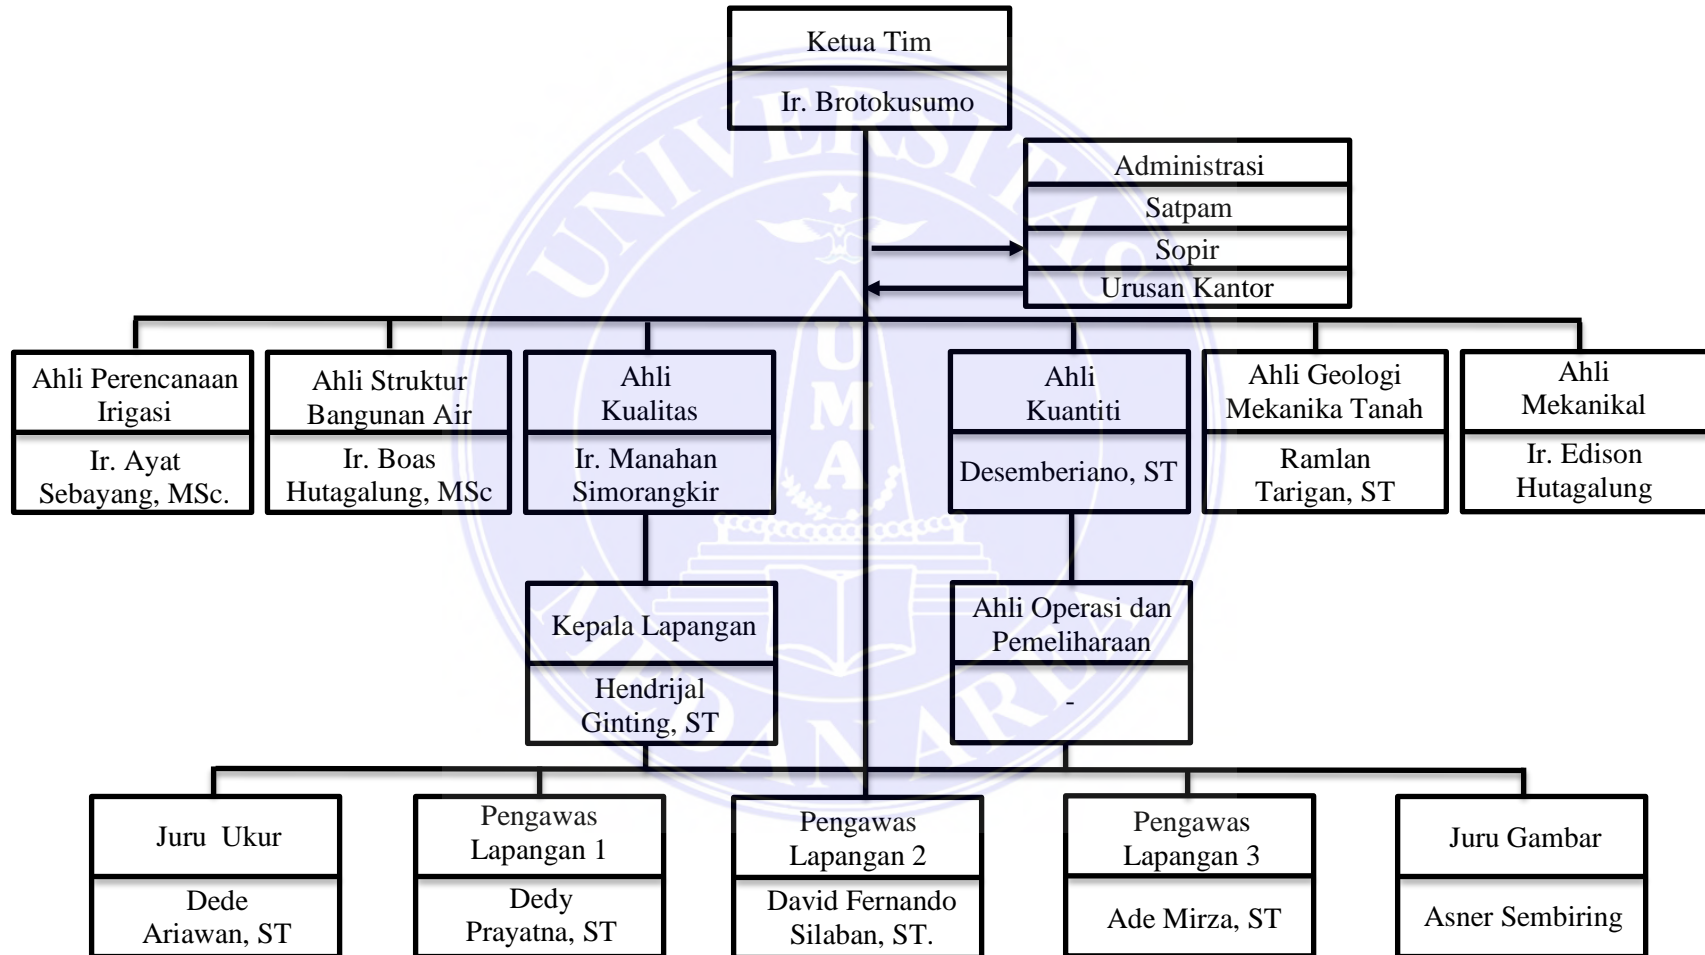 Ketua Tim
Ir. Brotokusumo
Administrasi
Satpam
Sopir
Urusan Kantor
Ahli Perencanaan
Irigasi
Ir. Ayat
Sebayang, MSc.
Ahli Struktur
Bangunan Air
Ir. Boas
Hutagalung, MSc
Ahli
Kualitas
Ir. Manahan
Simorangkir
Ahli
Kuantiti
Desemberiano, ST
Ahli Geologi
Mekanika Tanah
Ramlan
Tarigan, ST
Ahli
Mekanikal
Ir. Edison
Hutagalung
Kepala Lapangan
Hendrijal
Ginting, ST
Ahli Operasi dan
Pemeliharaan
-
Juru Ukur
Dede
Ariawan, ST
Pengawas
Lapangan 1
Dedy
Prayatna, ST
Pengawas
Lapangan 2
David Fernando
Silaban, ST.
Pengawas
Lapangan 3
Ade Mirza, ST
Juru Gambar
Asner Sembiring
UNIVERSITAS
MEDAN AREA
UMA